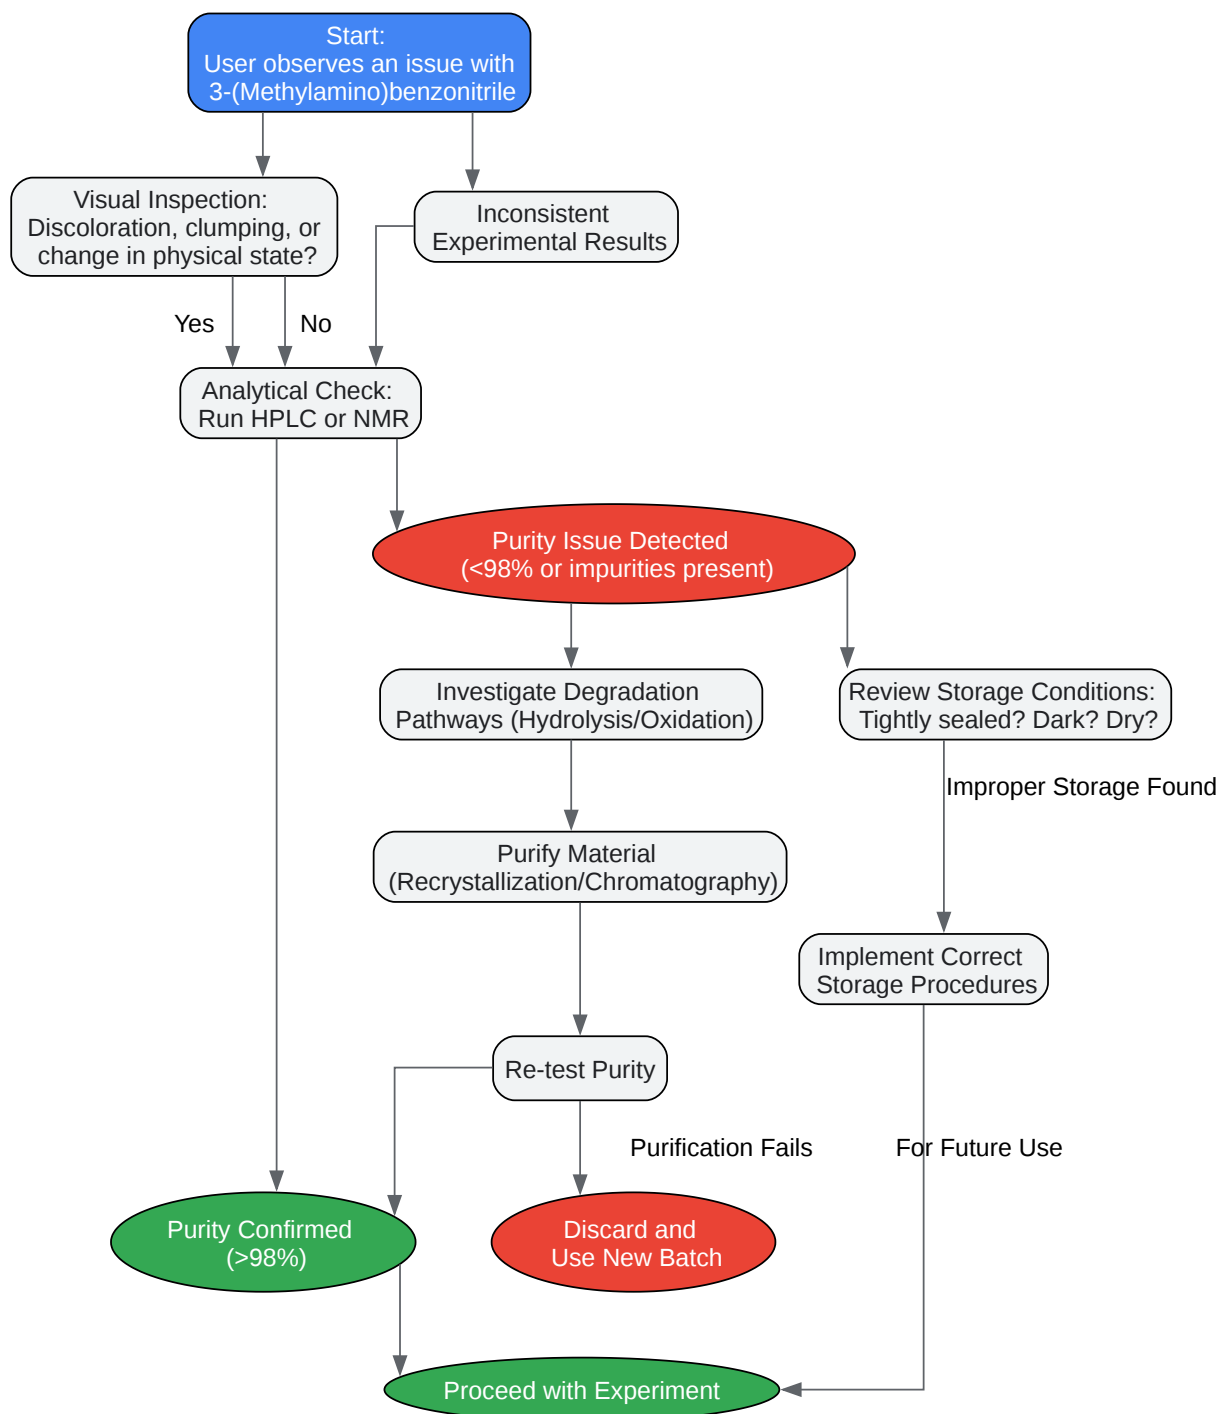 Start:
User observes an issue with
3-(Methylamino)benzonitrile
Visual Inspection:
Discoloration, clumping, or
change in physical state?
Inconsistent
Experimental Results
Yes
No
Analytical Check:
Run HPLC or NMR
Purity Issue Detected
(<98% or impurities present)
Investigate Degradation
Pathways (Hydrolysis/Oxidation)
Review Storage Conditions:
Tightly sealed? Dark? Dry?
Improper Storage Found
Purify Material
(Recrystallization/Chromatography)
Implement Correct
Storage Procedures
Re-test Purity
Purification Fails
For Future Use
Purity Confirmed
(>98%)
Discard and
Use New Batch
Proceed with Experiment